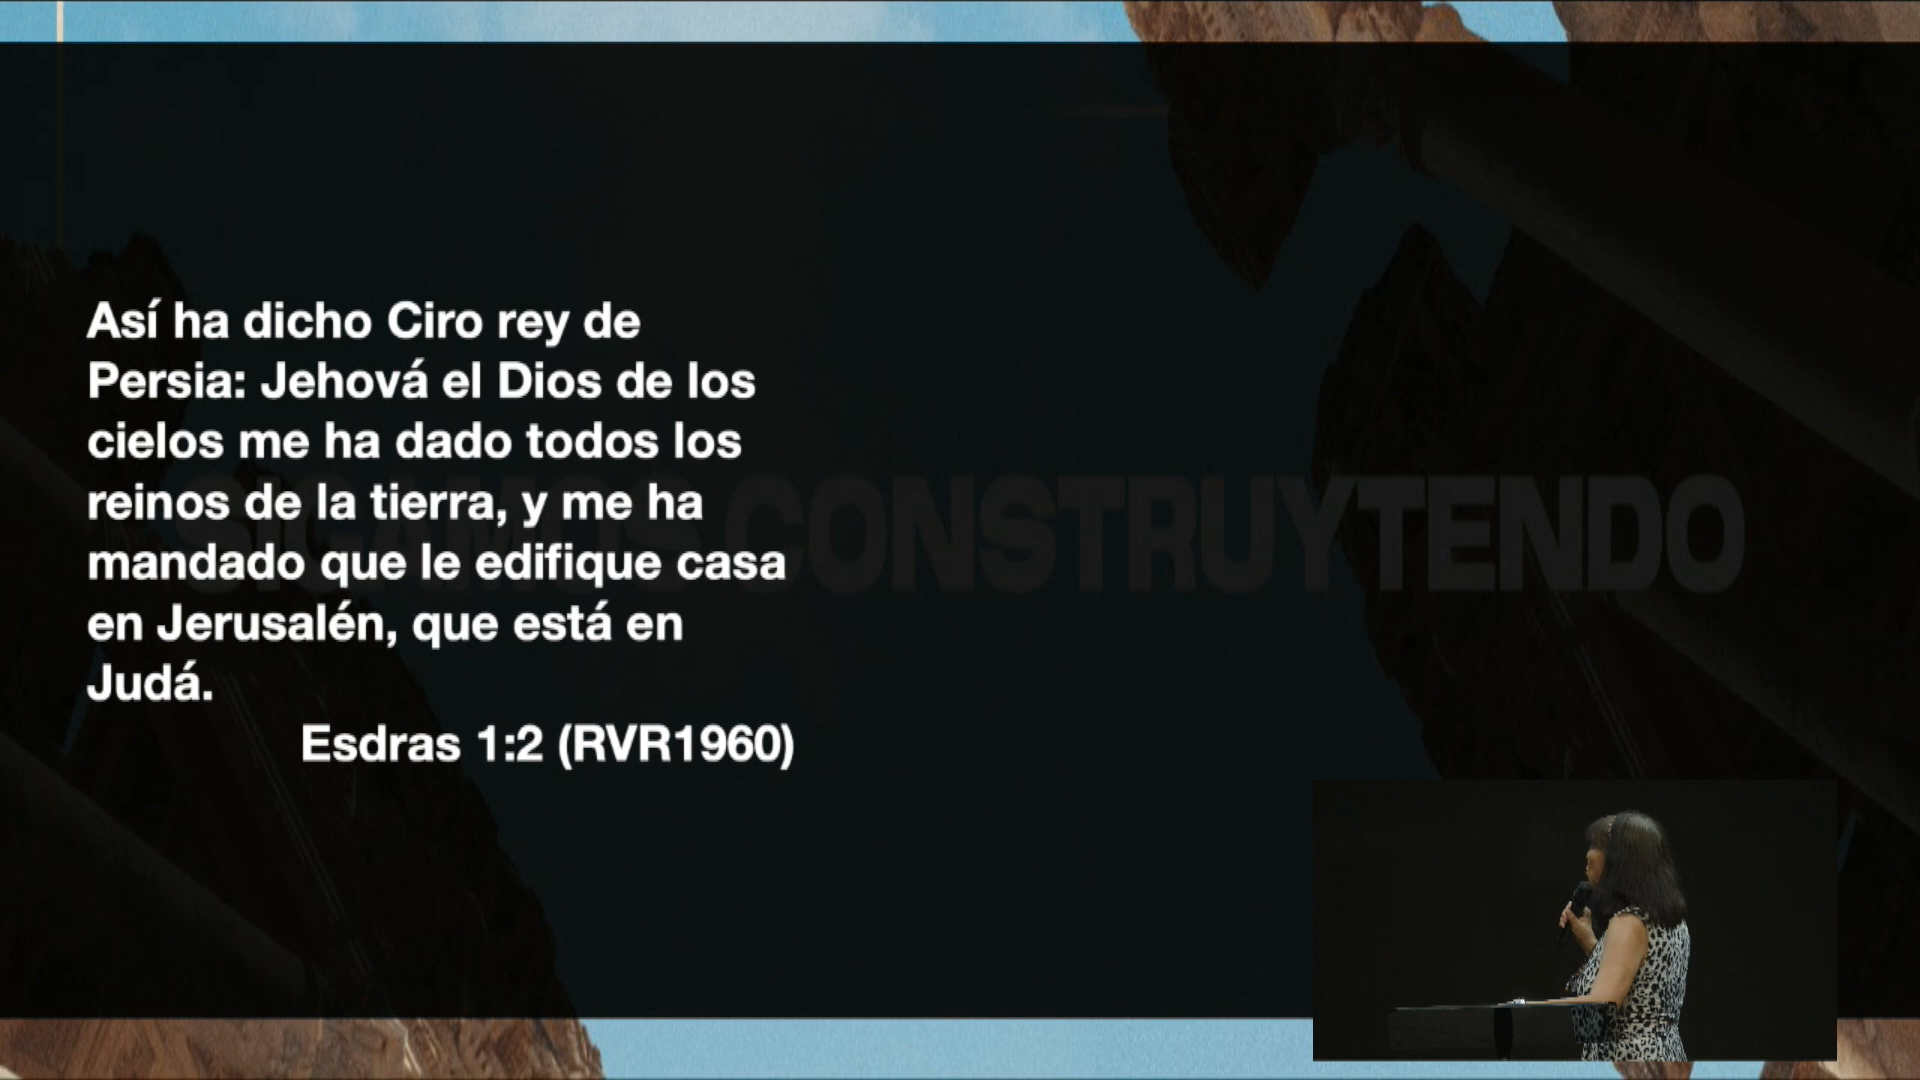 Así ha dicho Ciro rey de
Persia: Jehová el Dios de los
cielos me ha dado todos los
reinos de la tierra, y me ha
mandado que le edifique casa
en Jerusalén, que está en
Judá.
Esdras 1:2 (RVR1960)
SIGAMOS CONSTRUYTENDO